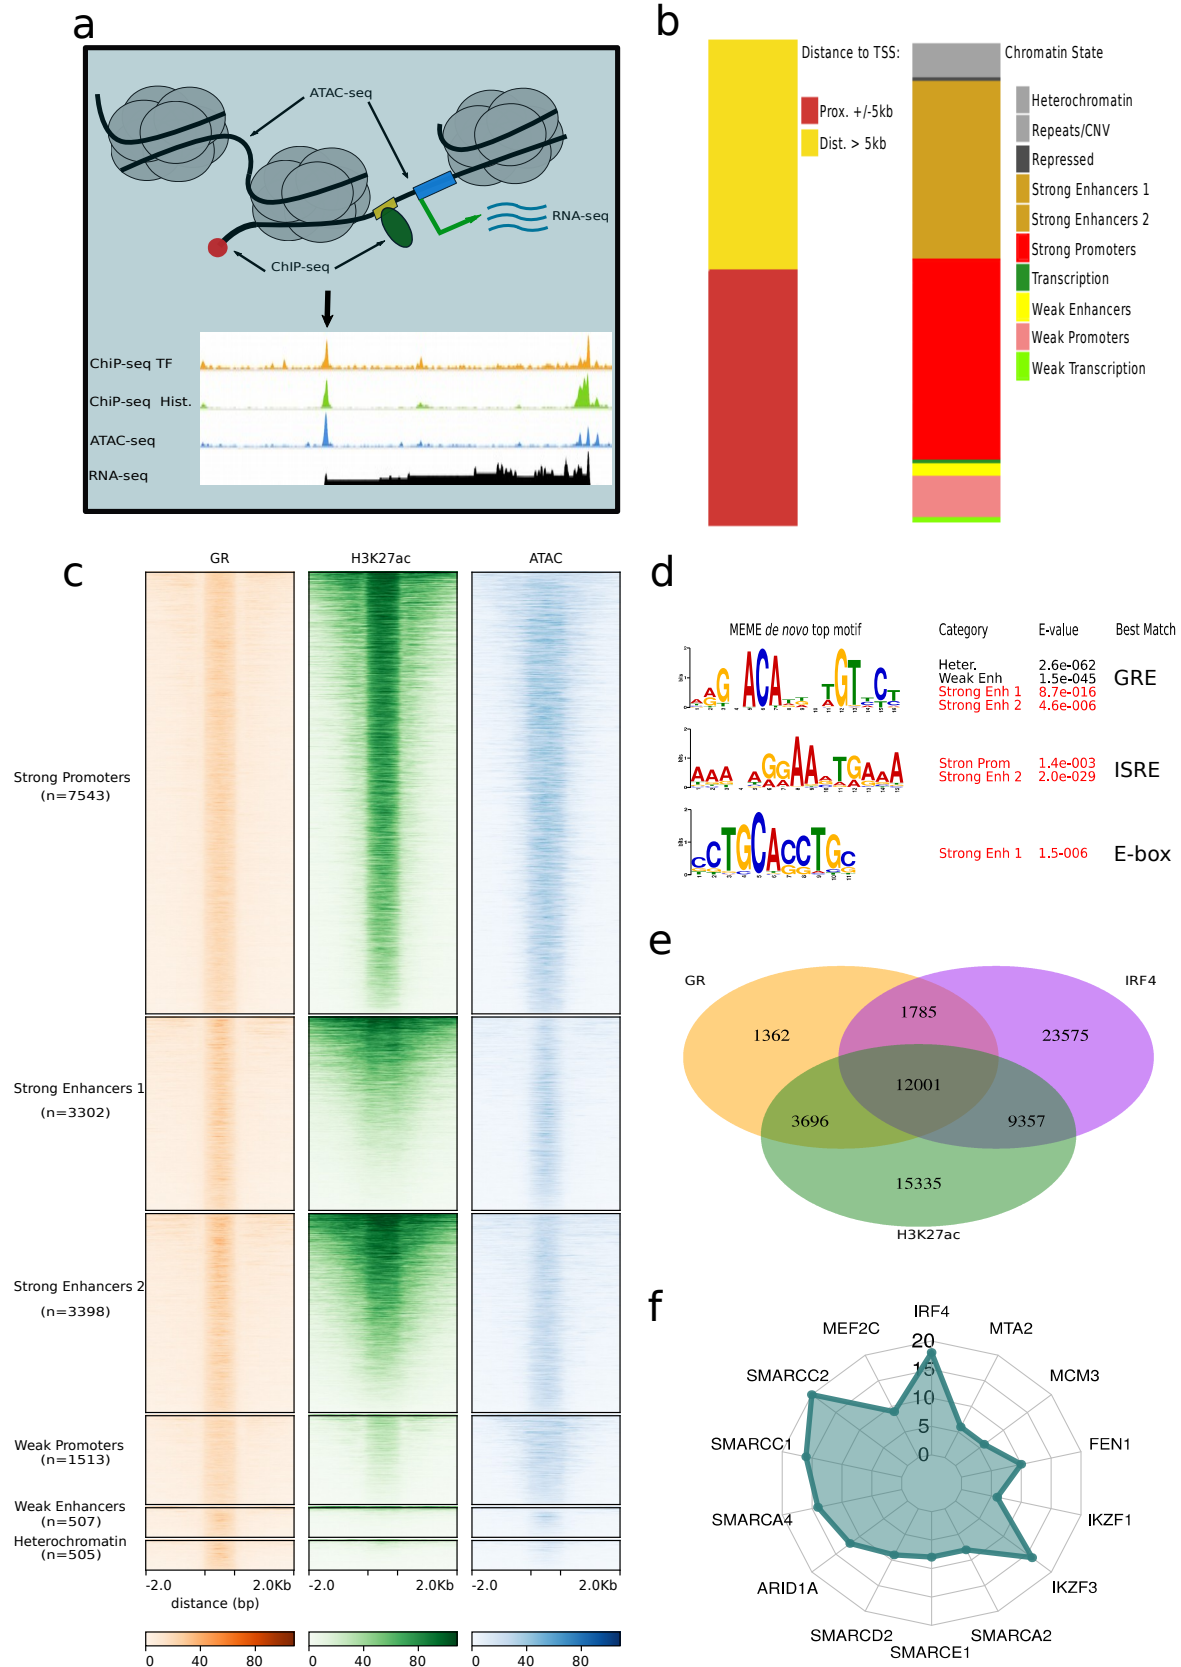 a
ATAC-seq
RNA-seq
ChIP-seq
ChiP-seq TF
ChiP-seq Hist.
ATAC-seq
RNA-seq
b
Distance to TSS:
Prox. +/-5kb
Dist. > 5kb
Chromatin State
Heterochromatin
Repeats/CNV
Repressed
Strong Enhancers 1
Strong Enhancers 2
Strong Promoters
Transcription
Weak Enhancers
Weak Promoters
Weak Transcription
c
GR H3K27ac ATAC
Strong Promoters
(n=7543)
Strong Enhancers 1
(n=3302)
Strong Enhancers 2
(n=3398)
Weak Promoters
(n=1513)
Weak Enhancers
(n=507)
Heterochromatin
(n=505)
-2.0 2.0Kb -2.0 2.0Kb -2.0 2.0Kb
distance (bp)
0 40 80 0 40 80 0 40 80
d
MEME de novo top motif Category E-value Best Match
Heter. 2.6e-062
Weak Enh 1.5e-045
Strong Enh 1 8.7e-016
Strong Enh 2 4.6e-006
GRE
Stron Prom 1.4e-003
Strong Enh 2 2.0e-029
ISRE
Strong Enh 1 1.5-006
E-box
e
GR
IRF4
1785
1362
23575
12001
3696
9357
15335
H3K27ac
f
IRF4
MEF2C
MTA2
SMARCC2
MCM3
SMARCC1
FEN1
SMARCA4
IKZF1
ARID1A
IKZF3
SMARCD2
SMARCA2
SMARCE1
20
15
10
5
0